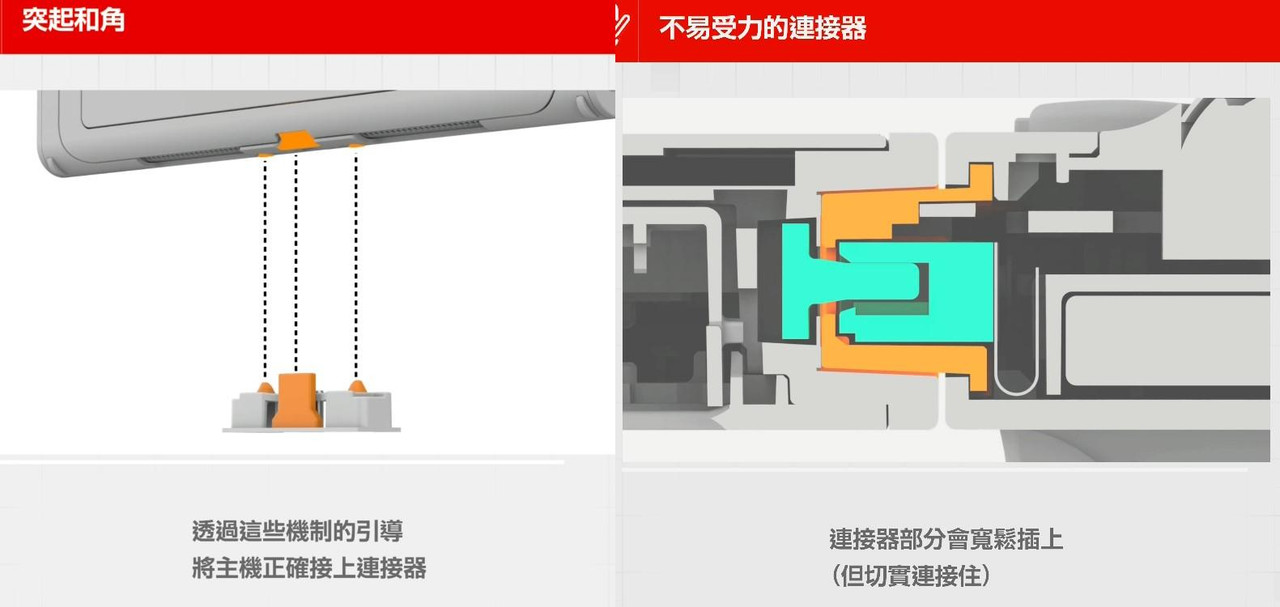 突起和角
不易受力的連接器
透過這些機制的引導
將主機正確接上連接器
連接器部分會寬鬆插上
（但切實連接住）